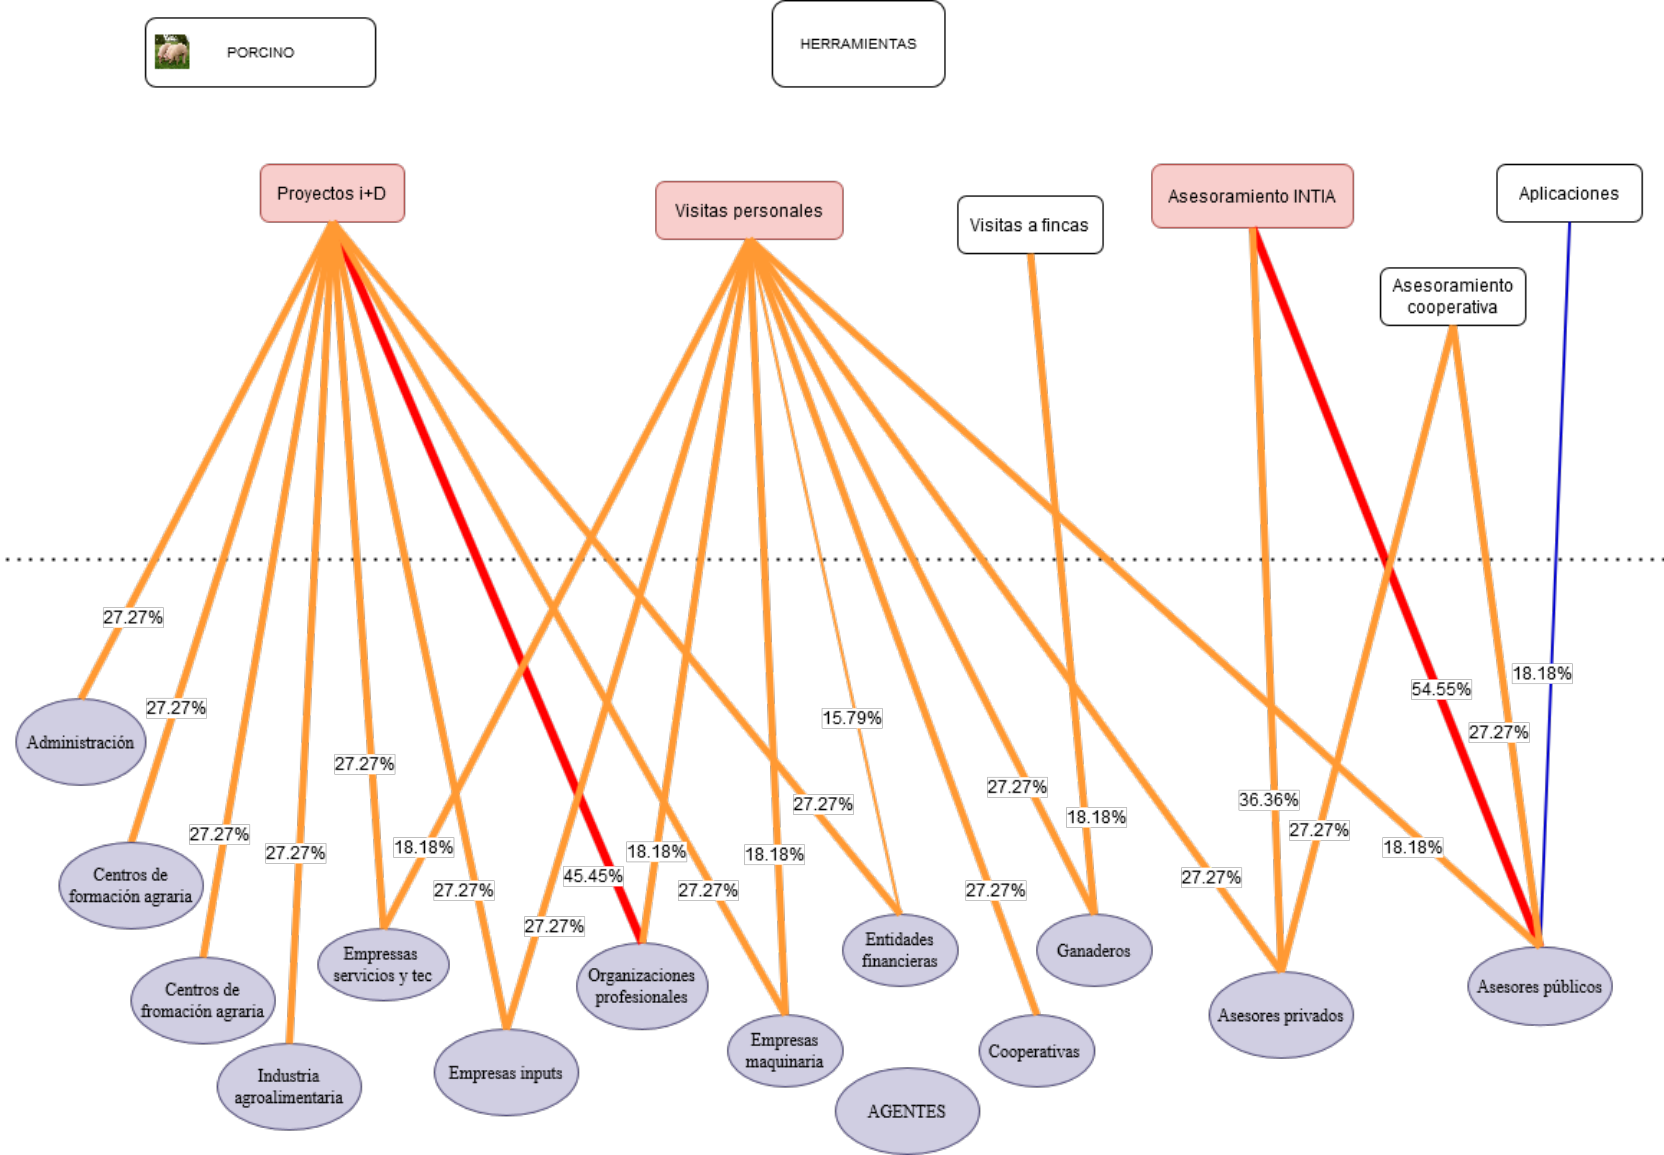 PORCINO
HERRAMIENTAS
Proyectos i+D
Visitas personales
Visitas a fincas
Asesoramiento INTIA
Aplicaciones
Asesoramiento
cooperativa
27.27%
27.27%
27.27%
27.27%
27.27%
18.18%
27.27%
27.27%
45.45%
18.18%
27.27%
18.18%
27.27%
15.79%
27.27%
27.27%
18.18%
27.27%
36.36%
27.27%
18.18%
54.55%
27.27%
18.18%
Administración
Centros de
formación agraria
Centros de
fromación agraria
Industria
agroalimentaria
Empressas
servicios y tec
Empresas inputs
Organizaciones
profesionales
Empresas
maquinaria
Entidades
financieras
AGENTES
Cooperativas
Ganaderos
Asesores privados
Asesores públicos